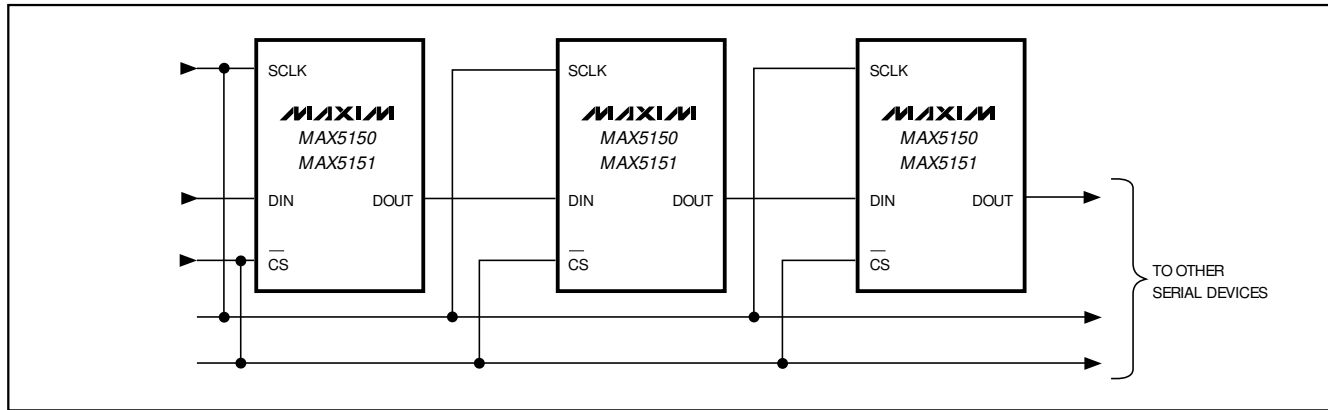 SCLK
MAXIM
MAX5150
MAX5151
DIN
DOUT
CS
SCLK
MAXIM
MAX5150
MAX5151
DIN
DOUT
CS
SCLK
MAXIM
MAX5150
MAX5151
DIN
DOUT
CS
TO OTHER
SERIAL DEVICES